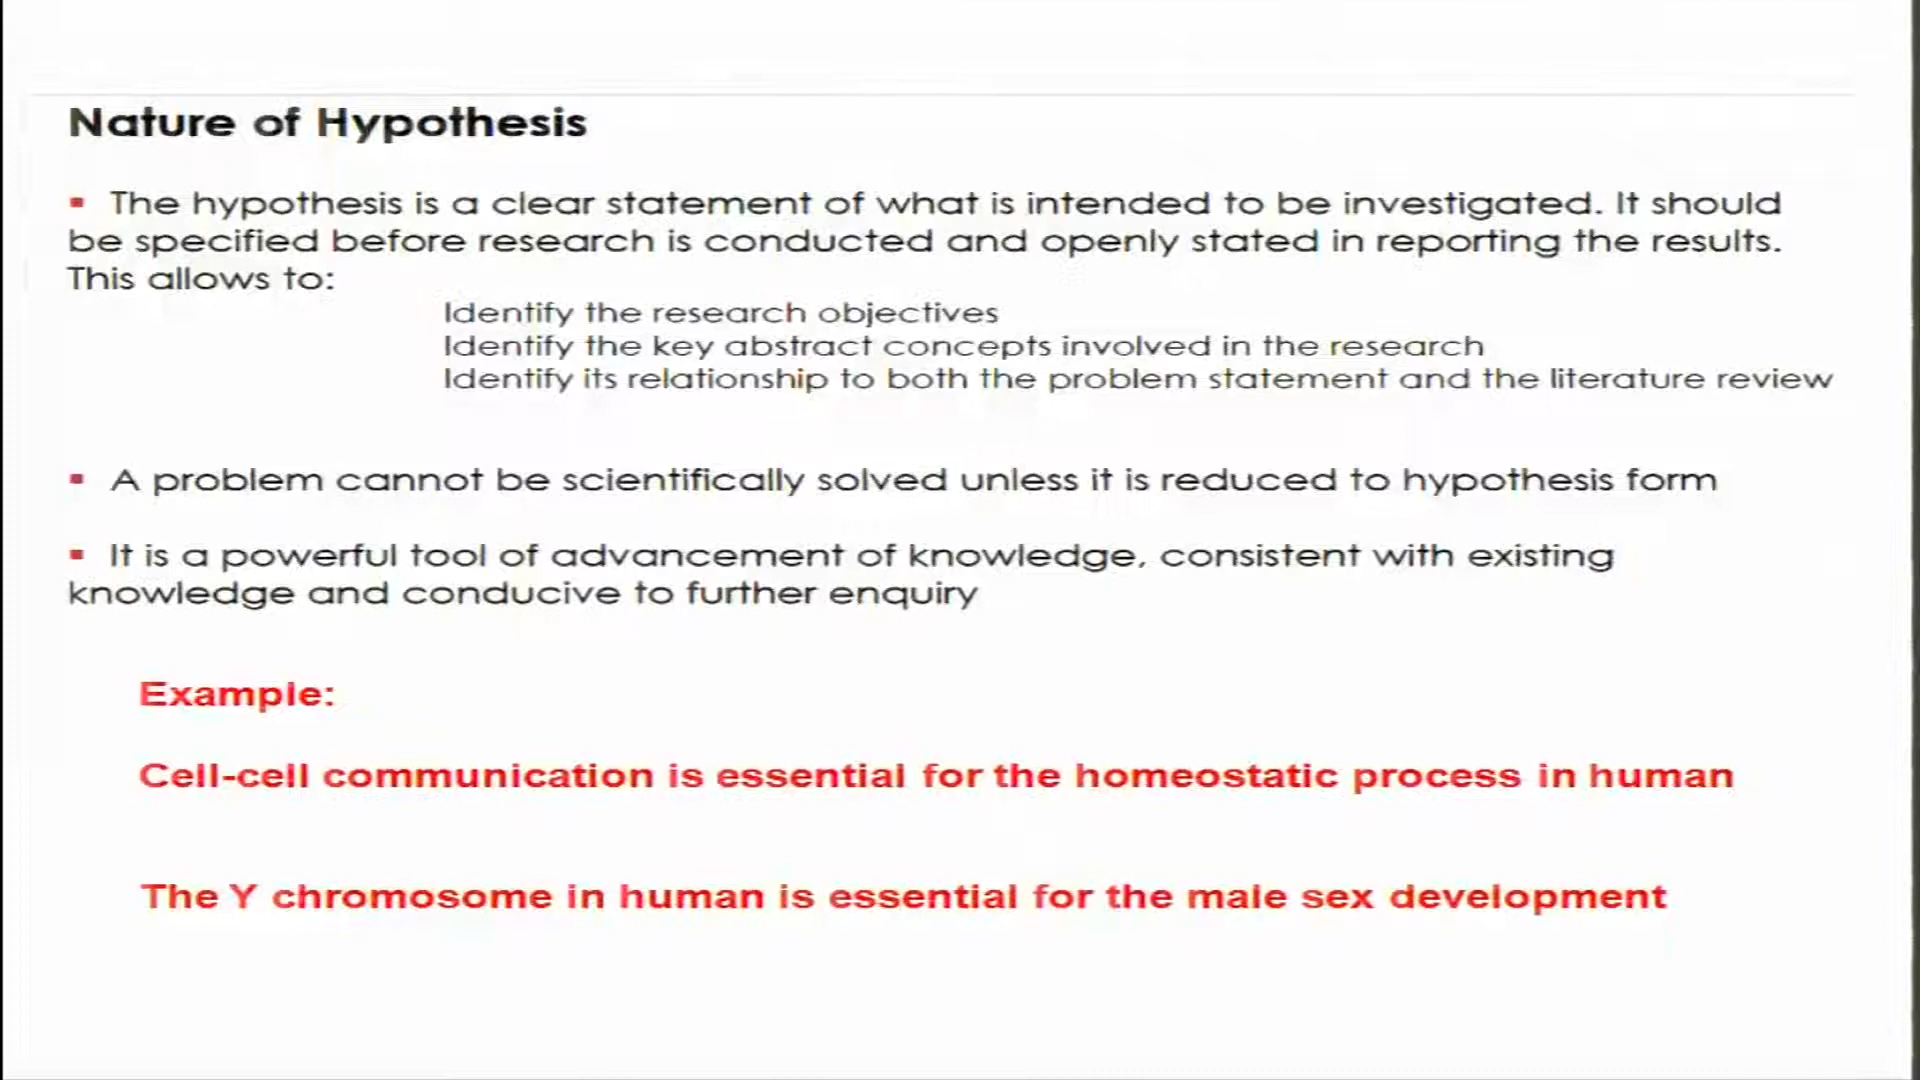 Nature of Hypothesis
▪ The hypothesis is a clear statement of what is intended to be investigated. It should
be specified before research is conducted and openly stated in reporting the results.
This allows to:
Identify the research objectives
Identify the key abstract concepts involved in the research
Identify its relationship to both the problem statement and the literature review
▪ A problem cannot be scientifically solved unless it is reduced to hypothesis form
▪ It is a powerful tool of advancement of knowledge, consistent with existing
knowledge and conducive to further enquiry
Example:
Cell-cell communication is essential for the homeostatic process in human
The Y chromosome in human is essential for the male sex development